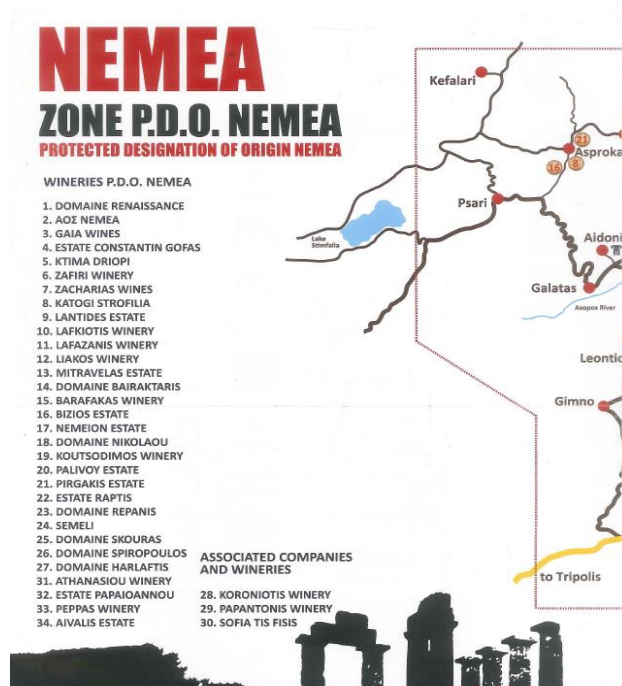 NEMEA
ZONE P.D.O. NEMEA
PROTECTED DESIGNATION OF ORIGIN NEMEA
WINERIES P.D.O. NEMEA
1. DOMAINE RENAISSANCE
2. ΑΟΣ ΝΕΜΕΑ
3. GAIA WINES
4. ESTATE CONSTANTIN GOFAS
5. KTIMA DRIOPI
6. ZAFIRI WINERY
7. ZACHARIAS WINES
8. KATOGI STROFILIA
9. LANTIDES ESTATE
10. LAFKIOTIS WINERY
11. LAFAZANIS WINERY
12. LIAKOS WINERY
13. MITRAVELAS ESTATE
14. DOMAINE BAIRAKTARIS
15. BARAFAKAS WINERY
16. BIZIOS ESTATE
17. NEMEION ESTATE
18. DOMAINE NIKOLAOU
19. KOUTSODIMOS WINERY
20. PALIVOY ESTATE
21. PIRGAKIS ESTATE
22. ESTATE RAPTIS
23. DOMAINE REPANIS
24. SEMELI
25. DOMAINE SKOURAS
26. DOMAINE SPIROPOULOS
27. DOMAINE HARLAFTIS
31. ATHANASIOU WINERY
32. ESTATE PAPAIOANNOU
33. PEPPAS WINERY
34. AIVALIS ESTATE
ASSOCIATED COMPANIES
AND WINERIES
28. KORONIOTIS WINERY
29. PAPANTONIS WINERY
30. SOFIA TIS FISIS
Kefalari
21
Asproka
16
8
Psari
Lake
Stimfalia
Aidoni
Galatas
Asopos River
Leontio
Gimno
to Tripolis